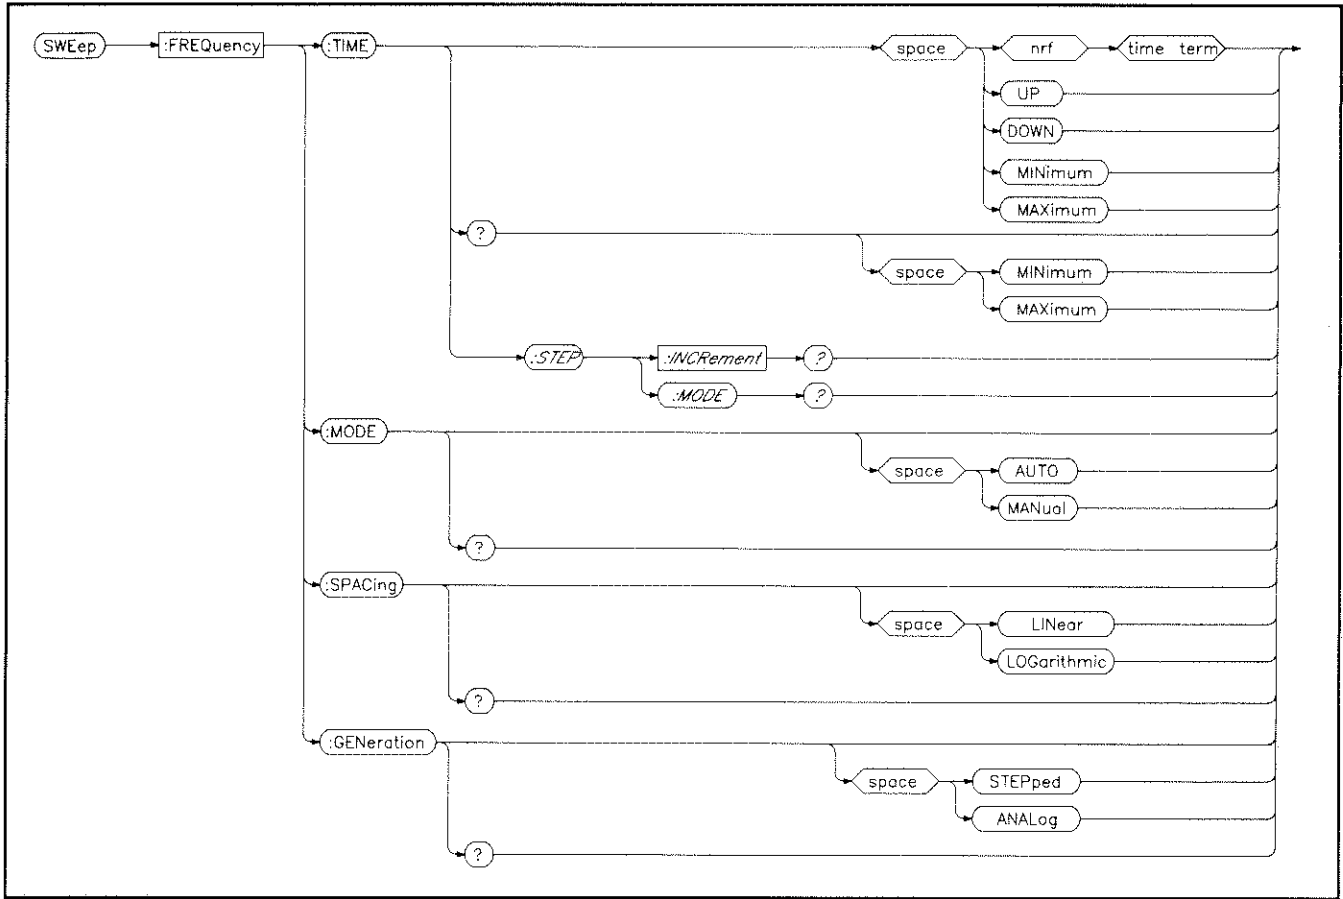 SWEep :FREQuency :TIME space nrf time term
UP
DOWN
MINimum
MAXimum
?
space MINimum
MAXimum
:STEP :INCRement ?
:MODE ?
:MODE
space AUTO
MANual
?
:SPACing
space LINear
LOGarithmic
?
:GENeration
space STEPped
ANALog
?